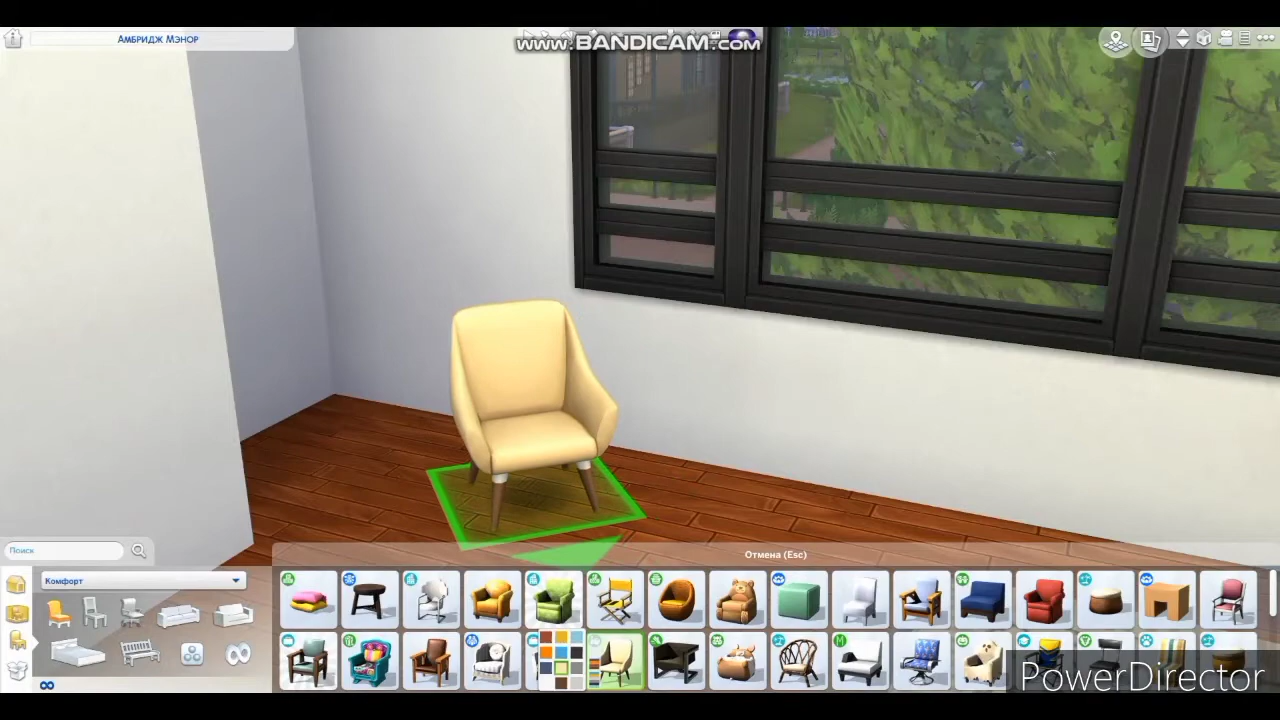 Амбридж Мэнор
www.BANDICAM.com
Отмена (Esc)
Поиск
Комфорт
PowerDirector